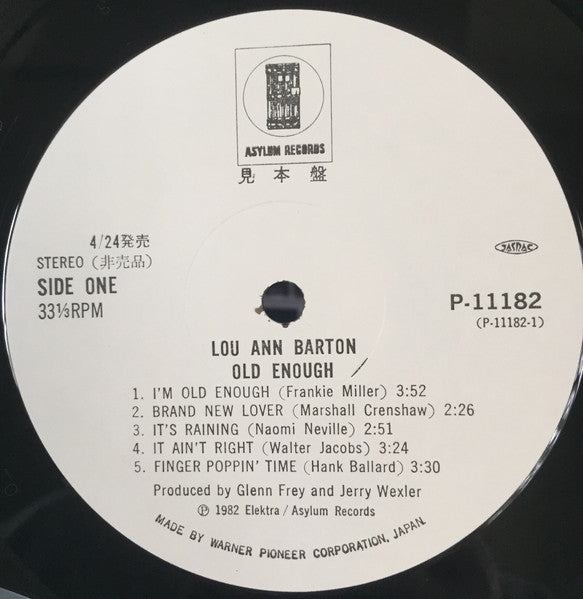 ASYLUM RECORDS
見本盤
4/24発売
STEREO (非売品)
SIDE ONE
33⅓RPM
JASRAC
P-11182
(P-11182-1)
LOU ANN BARTON
OLD ENOUGH
1. I'M OLD ENOUGH (Frankie Miller) 3:52
2. BRAND NEW LOVER (Marshall Crenshaw) 2:26
3. IT'S RAINING (Naomi Neville) 2:51
4. IT AIN'T RIGHT (Walter Jacobs) 3:24
5. FINGER POPPIN' TIME (Hank Ballard) 3:30
Produced by Glenn Frey and Jerry Wexler
℗ 1982 Elektra / Asylum Records
MADE BY WARNER PIONEER CORPORATION, JAPAN.